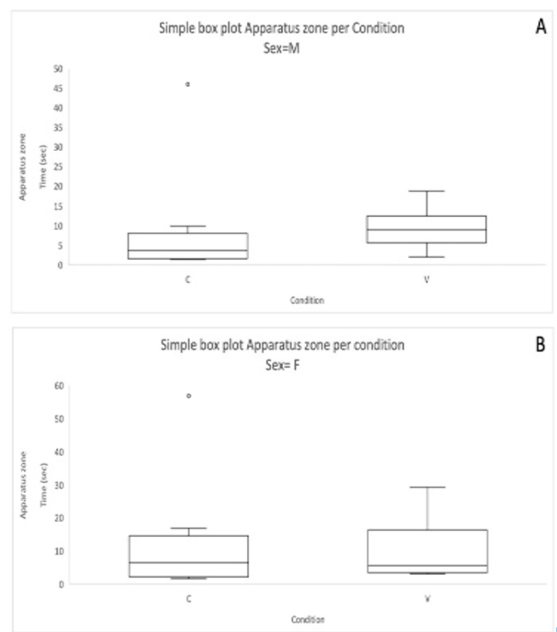 A
Simple box plot Apparatus zone per Condition
Sex=M
50
45
40
35
30
25
20
15
10
5
0
Apparatus zone
Time (sec)
C
V
Condition
B
Simple box plot Apparatus zone per condition
Sex= F
60
50
40
30
20
10
0
Apparatus zone
Time (sec)
C
V
Condition